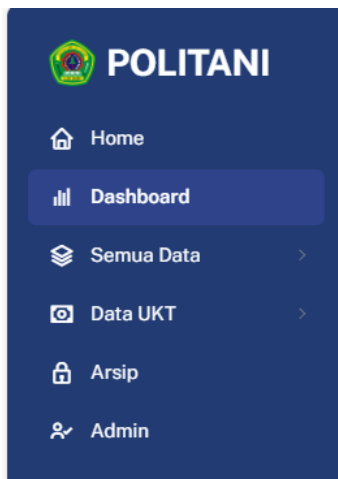 POLITANI
Home
Dashboard
Semua Data
Data UKT
Arsip
Admin